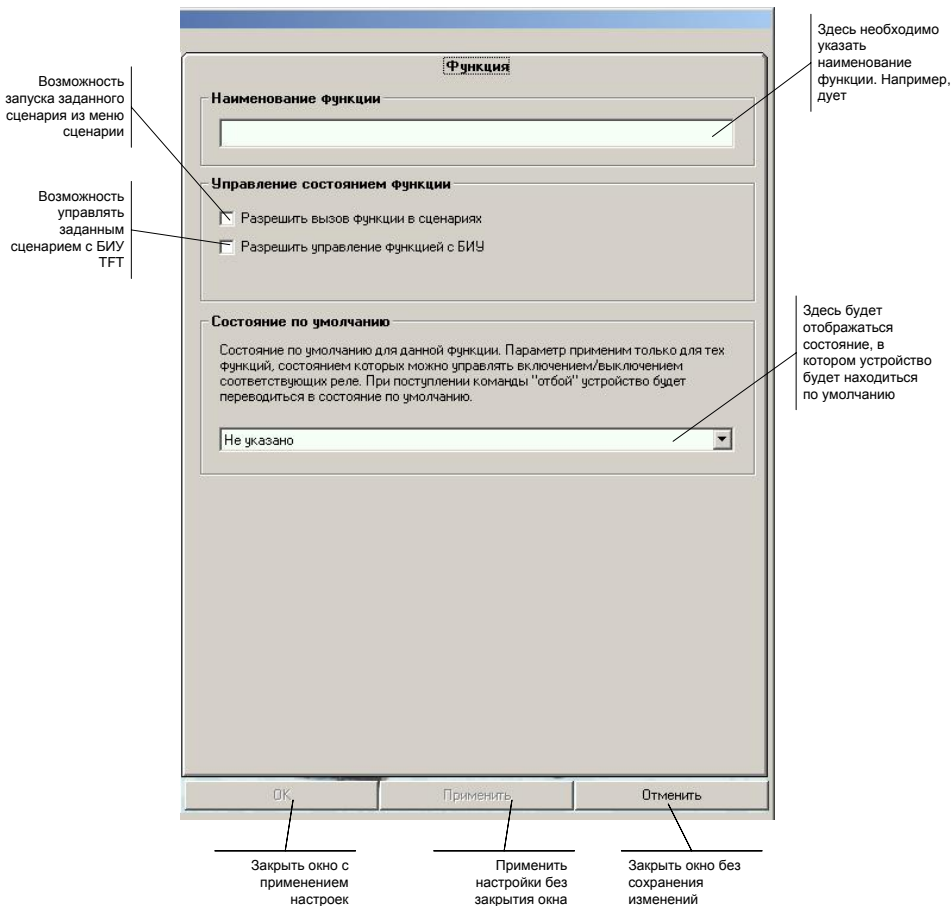 Здесь необходимо
указать
наименование
функции. Например,
дует
Возможность
запуска заданного
сценария из меню
сценарии
Возможность
управлять
заданным
сценарием с БИУ
TFT
Функция
Наименование функции
Управление состоянием функции
Разрешить вызов функции в сценариях
Разрешить управление функцией с БИУ
Состояние по умолчанию
Состояние по умолчанию для данной функции. Параметр применим только для тех
функций, состоянием которых можно управлять включением/выключением
соответствующих реле. При поступлении команды "отбой" устройство будет
переводиться в состояние по умолчанию.
Не указано
Здесь будет
отображаться
состояние, в
котором устройство
будет находиться
по умолчанию
OK
Применить
Отменить
Закрыть окно с
применением
настроек
Применить
настройки без
закрытия окна
Закрыть окно без
сохранения
изменений